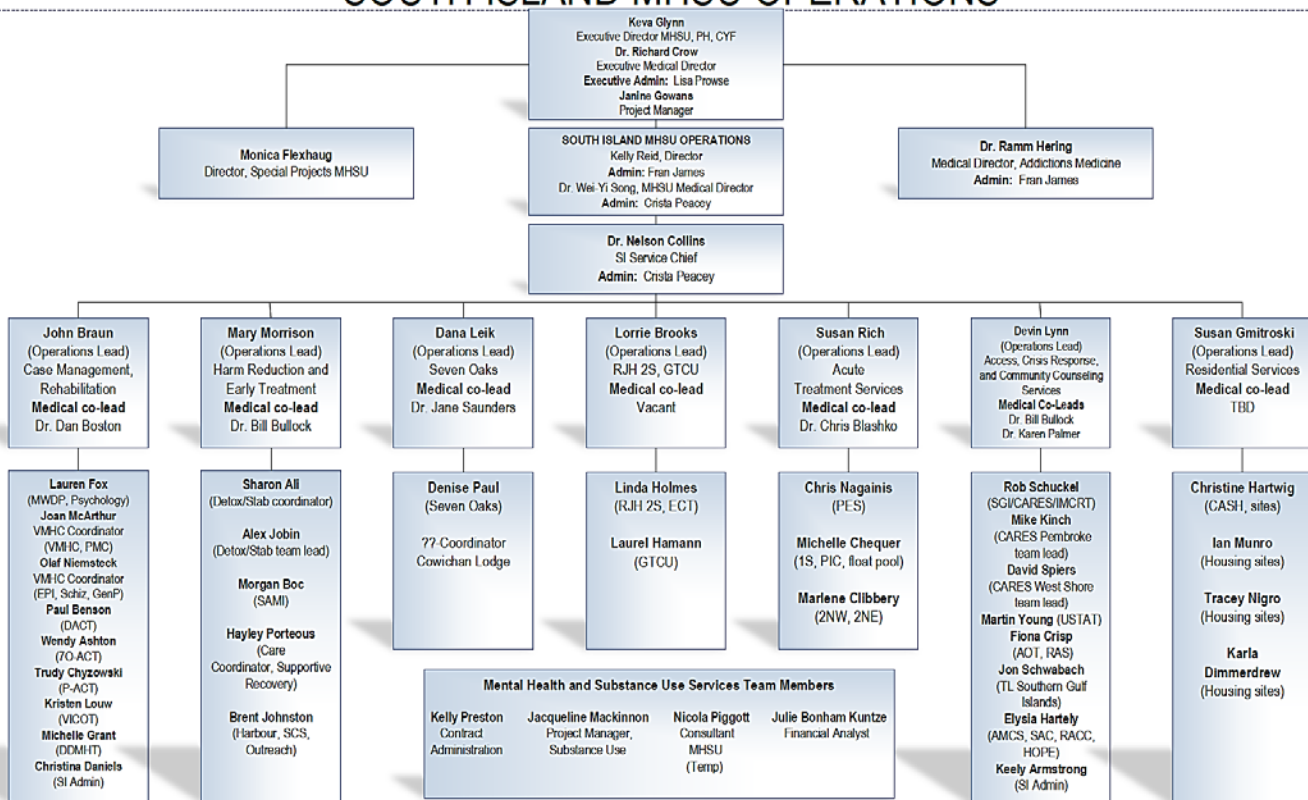 SOUTH ISLAND MHSU OPERATIONS
Keva Glynn
Executive Director MHSU, PH, CYF
Dr. Richard Crow
Executive Medical Director
Executive Admin: Lisa Prowse
Janine Gowans
Project Manager
Monica Flexhaug
Director, Special Projects MHSU
SOUTH ISLAND MHSU OPERATIONS
Kelly Reid, Director
Admin: Fran James
Dr. Wei-Yi Song, MHSU Medical Director
Admin: Crista Peacey
Dr. Ramm Hering
Medical Director, Addictions Medicine
Admin: Fran James
Dr. Nelson Collins
SI Service Chief
Admin: Crista Peacey
John Braun
(Operations Lead)
Case Management,
Rehabilitation
Medical co-lead
Dr. Dan Boston
Mary Morrison
(Operations Lead)
Harm Reduction and
Early Treatment
Medical co-lead
Dr. Bill Bullock
Dana Leik
(Operations Lead)
Seven Oaks
Medical co-lead
Dr. Jane Saunders
Lorrie Brooks
(Operations Lead)
RJH 2S, GTCU
Medical co-lead
Vacant
Susan Rich
(Operations Lead)
Acute
Treatment Services
Medical co-lead
Dr. Chris Blashko
Devin Lynn
(Operations Lead)
Access, Crisis Response,
and Community Counseling
Services
Medical Co-Leads
Dr. Bill Bullock
Dr. Karen Palmer
Susan Gmitroski
(Operations Lead)
Residential Services
Medical co-lead
TBD
Lauren Fox
(MWDP, Psychology)
Joan McArthur
VMHC Coordinator
(VMHC, PMC)
Olaf Niemsteck
VMHC Coordinator
(EPI, Schiz, GenP)
Paul Benson
(DACT)
Wendy Ashton
(7O-ACT)
Trudy Chyzowski
(P-ACT)
Kristen Louw
(VICOT)
Michelle Grant
(DDMHT)
Christina Daniels
(SI Admin)
Sharon Ali
(Detox/Stab coordinator)
Alex Jobin
(Detox/Stab team lead)
Morgan Boc
(SAMI)
Hayley Porteous
(Care
Coordinator, Supportive
Recovery)
Brent Johnston
(Harbour, SCS,
Outreach)
Denise Paul
(Seven Oaks)
??-Coordinator
Cowichan Lodge
Linda Holmes
(RJH 2S, ECT)
Laurel Hamann
(GTCU)
Chris Nagainis
(PES)
Michelle Chequer
(1S, PIC, float pool)
Marlene Clibbery
(2NW, 2NE)
Rob Schuckel
(SGI/CARES/IMCRT)
Mike Kinch
(CARES Pembroke
team lead)
David Spiers
(CARES West Shore
team lead)
Martin Young (USTAT)
Fiona Crisp
(AOT, RAS)
Jon Schwabach
(TL Southern Gulf
Islands)
Elysia Hartely
(AMCS, SAC, RACC,
HOPE)
Keely Armstrong
(SI Admin)
Christine Hartwig
(CASH, sites)
Ian Munro
(Housing sites)
Tracey Nigro
(Housing sites)
Karla
Dimmerdrew
(Housing sites)
Mental Health and Substance Use Services Team Members
Kelly Preston
Contract
Administration
Jacqueline Mackinnon
Project Manager,
Substance Use
Nicola Piggott
Consultant
MHSU
(Temp)
Julie Bonham Kuntze
Financial Analyst